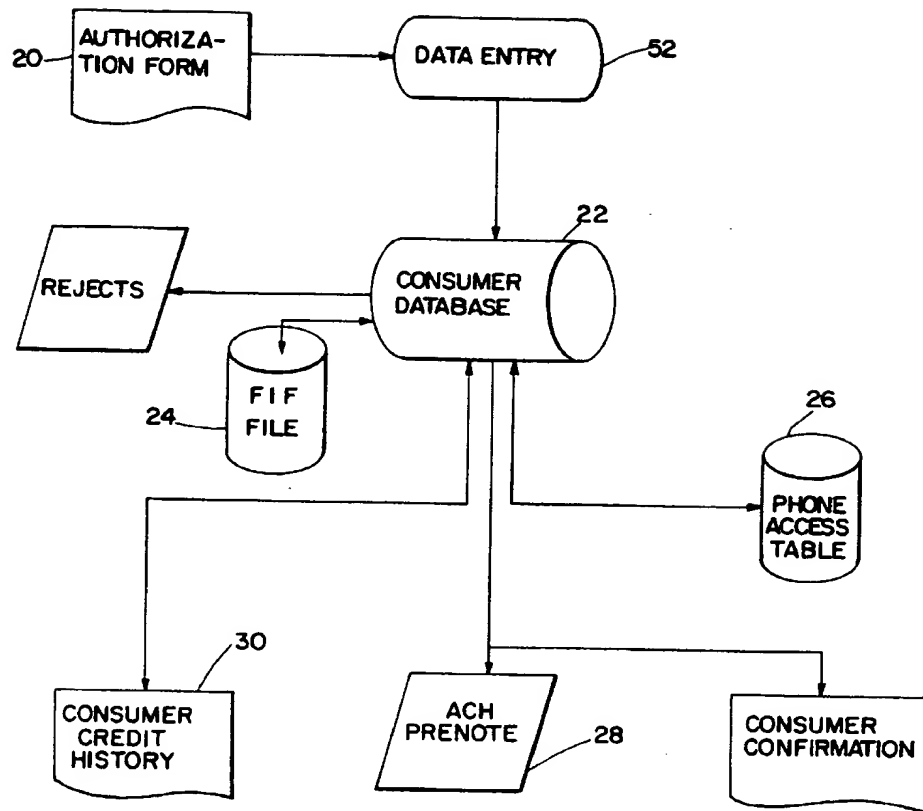 20
AUTHORIZA-
TION FORM
DATA ENTRY
52
22
CONSUMER
DATABASE
REJECTS
24
FIF
FILE
26
PHONE
ACCESS
TABLE
30
CONSUMER
CREDIT
HISTORY
ACH
PRENOTE
28
CONSUMER
CONFIRMATION